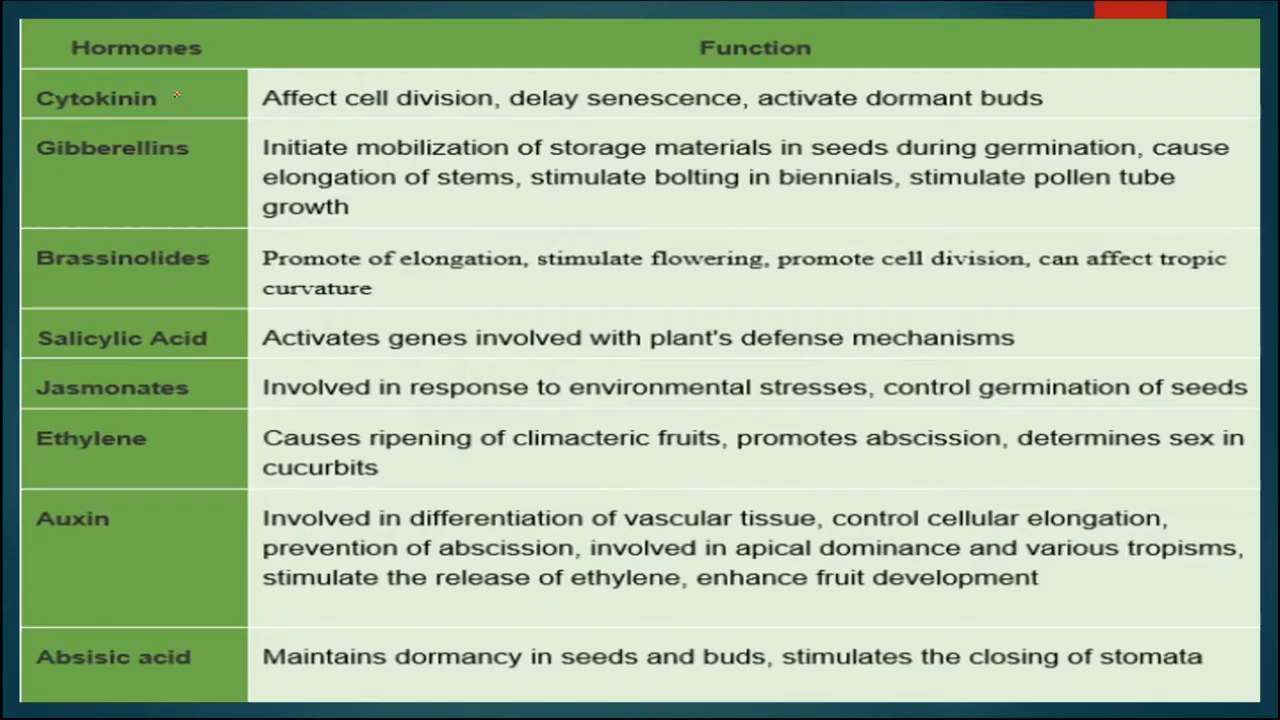 Hormones Function
Cytokinin Affect cell division, delay senescence, activate dormant buds
Gibberellins Initiate mobilization of storage materials in seeds during germination, cause
elongation of stems, stimulate bolting in biennials, stimulate pollen tube
growth
Brassinolides Promote of elongation, stimulate flowering, promote cell division, can affect tropic
curvature
Salicylic Acid Activates genes involved with plant's defense mechanisms
Jasmonates Involved in response to environmental stresses, control germination of seeds
Ethylene Causes ripening of climacteric fruits, promotes abscission, determines sex in
cucurbits
Auxin Involved in differentiation of vascular tissue, control cellular elongation,
prevention of abscission, involved in apical dominance and various tropisms,
stimulate the release of ethylene, enhance fruit development
Absisic acid Maintains dormancy in seeds and buds, stimulates the closing of stomata